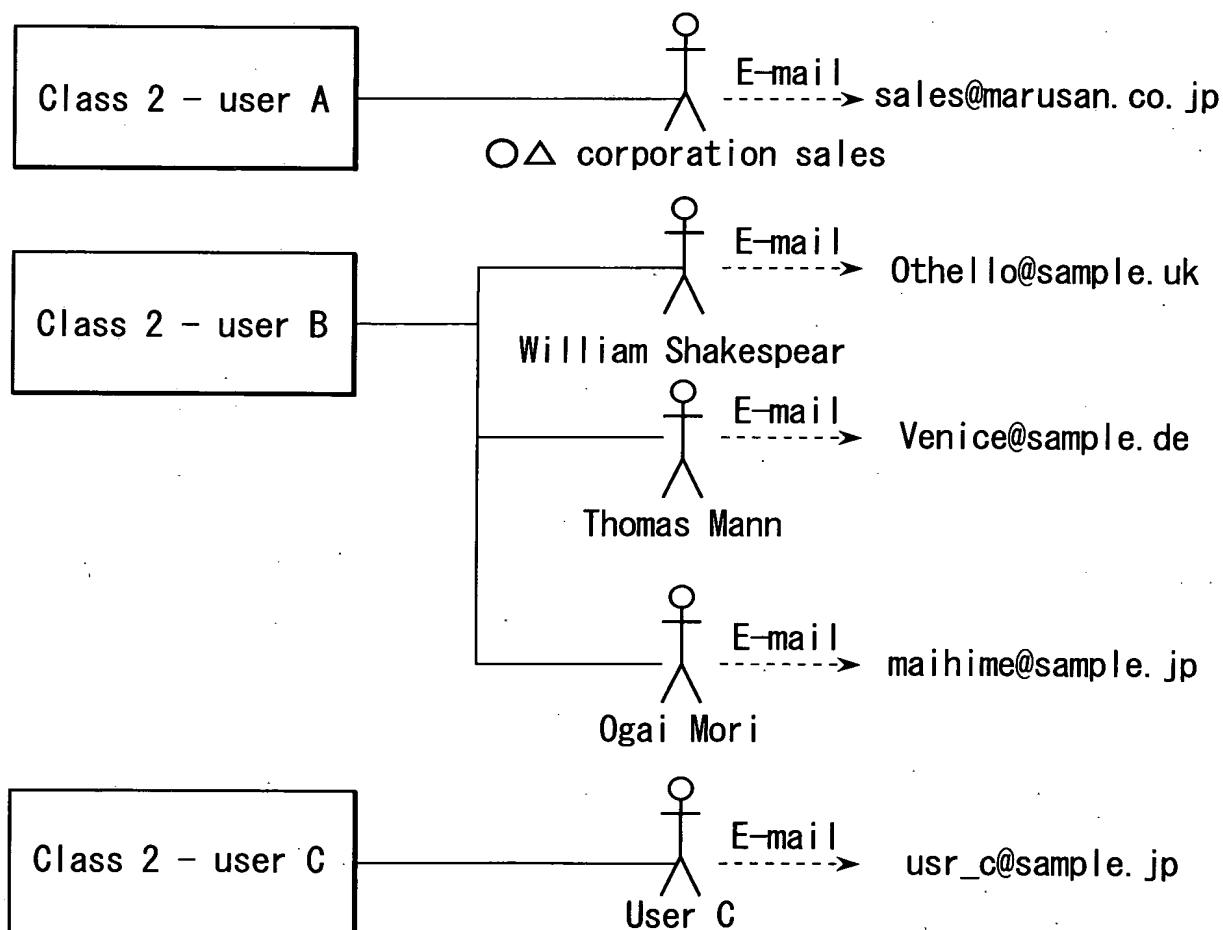 Class 2 - user A
E-mail
sales@marusan.co.jp
○△ corporation sales
Class 2 - user B
E-mail
Othello@sample.uk
William Shakespear
E-mail
Venice@sample.de
Thomas Mann
E-mail
maihime@sample.jp
Ogai Mori
Class 2 - user C
E-mail
usr_c@sample.jp
User C